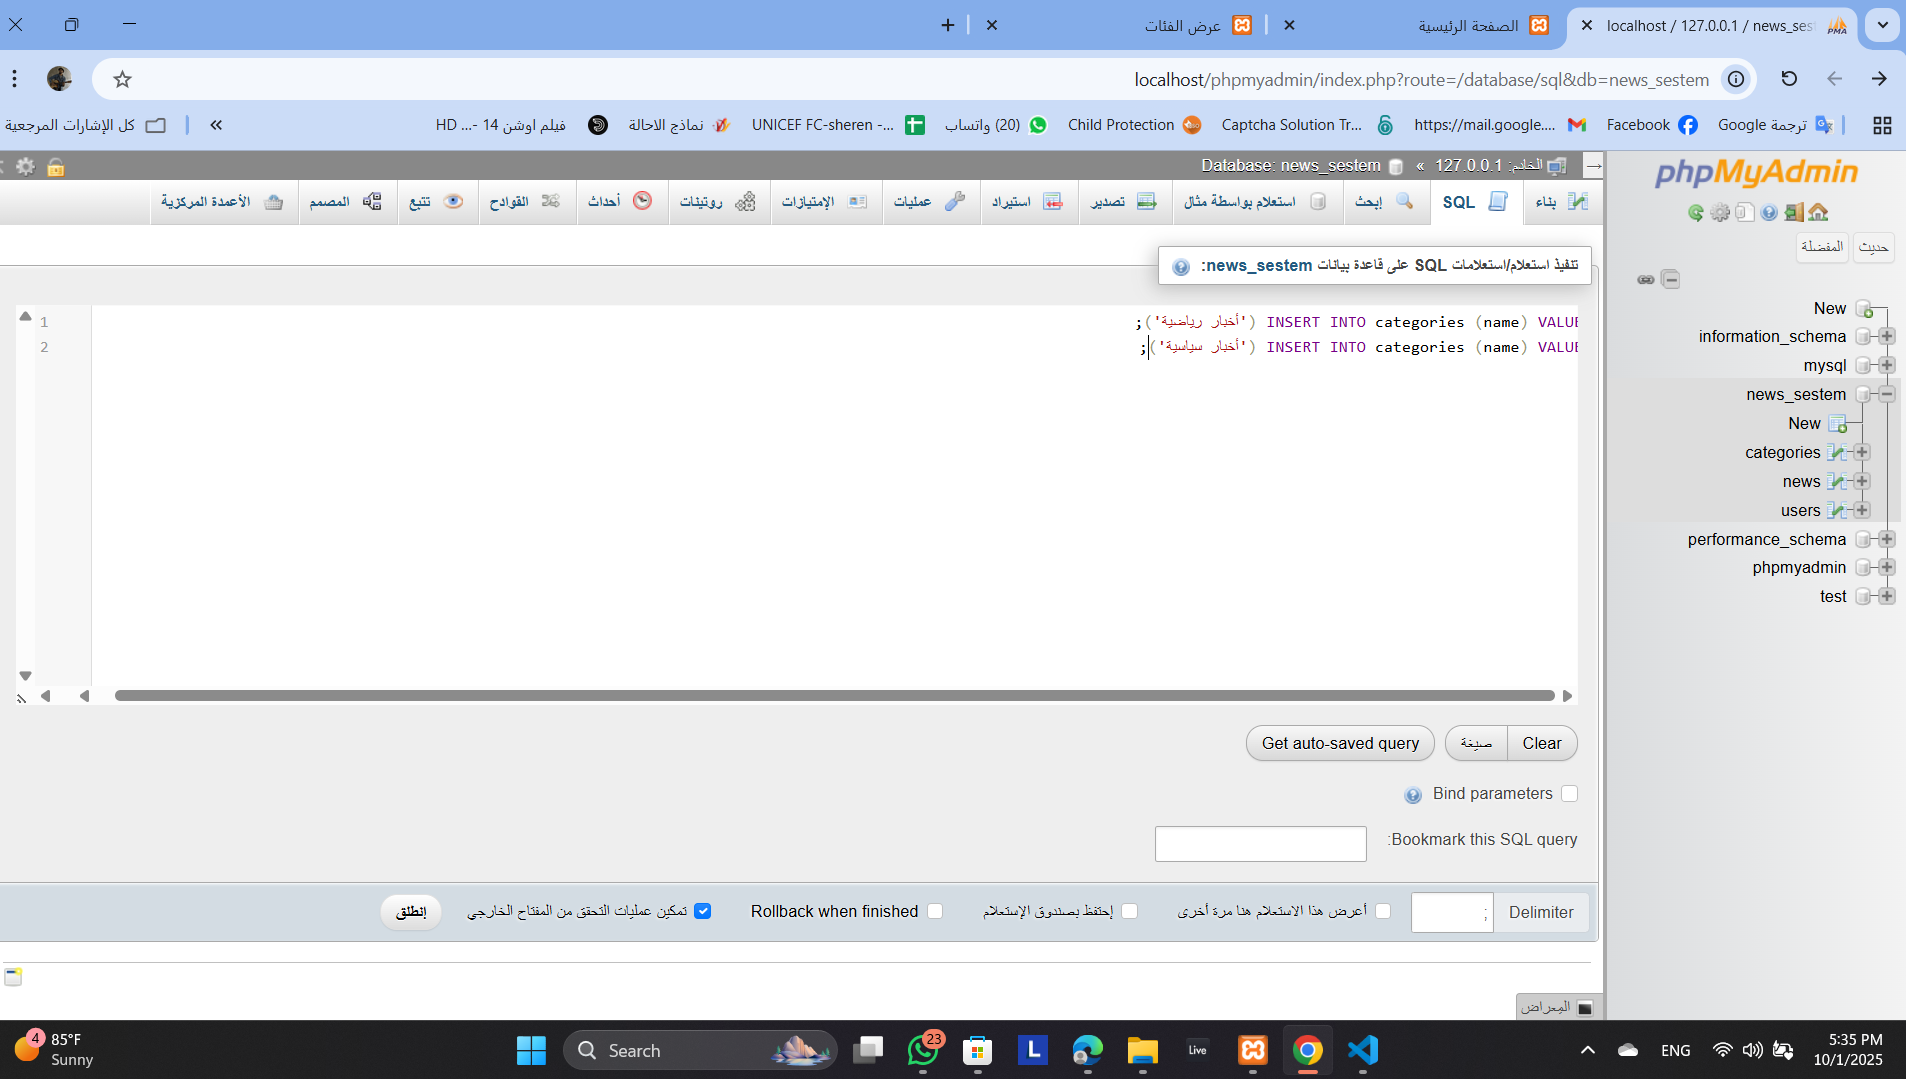 localhost / 127.0.0.1 / news_ses
الصفحة الرئيسية
عرض الفئات
localhost/phpmyadmin/index.php?route=/database/sql&db=news_sestem
ترجمة Google
Facebook
https://mail.google....
Captcha Solution Tr...
Child Protection
(20) واتساب
UNICEF FC-sheren -...
نماذج الاحالة
فيلم اوشن 14 -... HD
كل الإشارات المرجعية
phpMyAdmin
حديث
المفضلة
New
information_schema
mysql
news_sestem
New
categories
news
users
performance_schema
phpmyadmin
test
الخادم: 127.0.0.1 » Database: news_sestem
بناء
SQL
إبحث
استعلام بواسطة مثال
تصدير
استيراد
عمليات
الإمتيازات
روتينات
أحداث
القوادح
تتبع
المصمم
الأعمدة المركزية
تنفيذ استعلام/استعلامات SQL على قاعدة بيانات news_sestem:
1
INSERT INTO categories (name) VALUE ('أخبار رياضية');
2
INSERT INTO categories (name) VALUE ('أخبار سياسية');
Clear
صيغة
Get auto-saved query
Bind parameters
Bookmark this SQL query:
Delimiter
;
أعرض هذا الاستعلام هنا مرة أخرى
إحتفظ بصندوق الإستعلام
Rollback when finished
تمكين عمليات التحقق من المفتاح الخارجي
إنطلق
المِعراض
4
85°F
Sunny
Search
23
L
Live
ENG
5:35 PM
10/1/2025